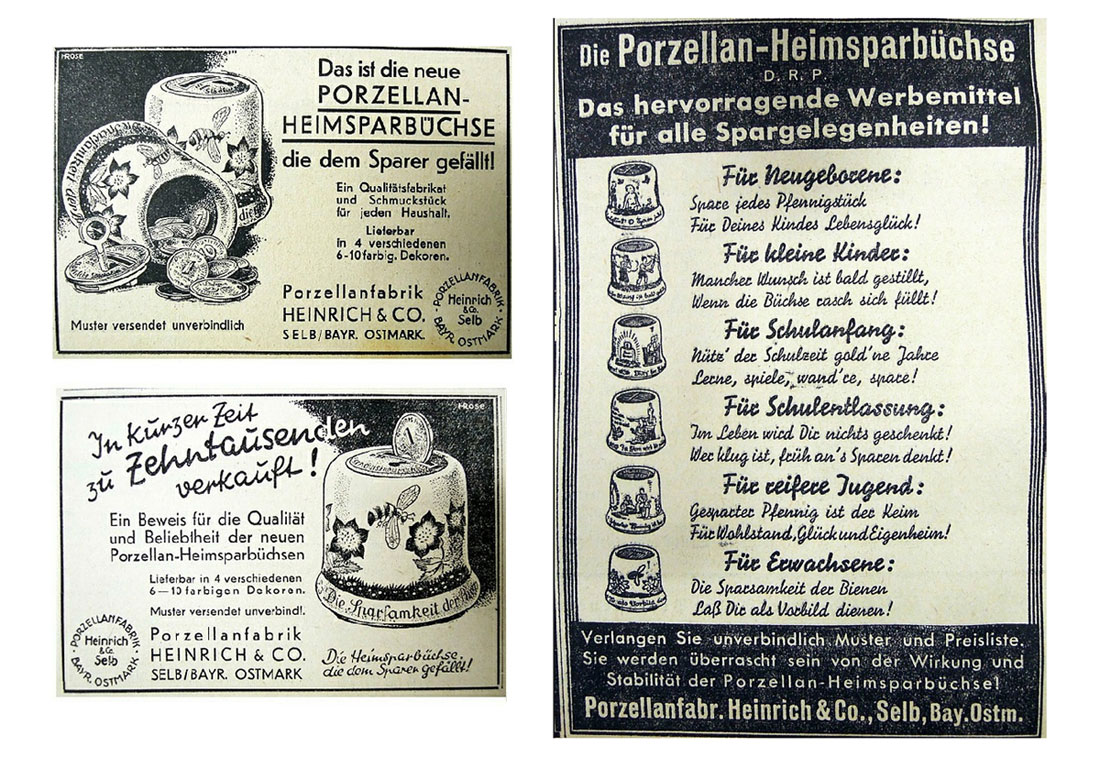 HROSE
Das ist die neue
PORZELLAN-
HEIMSPARBÜCHSE
die dem Sparer gefällt!
Ein Qualitätsfabrikat
und Schmuckstück
für jeden Haushalt.
Lieferbar
in 4 verschiedenen
6-10farbig. Dekoren.
Porzellanfabrik
HEINRICH & CO.
SELB/BAYR. OSTMARK
PORZELLANFABRIK
Heinrich
& Co.
Selb
BAYR. OSTMARK
Muster versendet unverbindlich
HROSE
In kurzer Zeit
zu Zehntausenden
verkauft!
1
Ein Beweis für die Qualität
und Beliebtheit der neuen
Porzellan-Heimsparbüchsen
Lieferbar in 4 verschiedenen
6—10 farbigen Dekoren.
Muster versendet unverbindl.
Die Sparsamkeit der
PORZELLANFABRIK
Heinrich
& Co.
Selb
BAYR. OSTMARK
Porzellanfabrik
HEINRICH & CO.
SELB/BAYR. OSTMARK
Die Heimsparbüchse,
die dem Sparer gefällt!
Die Porzellan-Heimsparbüchse
D. R. P.
Das hervorragende Werbemittel
für alle Spargelegenheiten!
Für Neugeborene:
Spare jedes Pfennigstück
Für Deines Kindes Lebensglück!
Für kleine Kinder:
Mancher Wunsch ist bald gestillt,
Wenn die Büchse rasch sich füllt!
Für Schulanfang:
Nütz' der Schulzeit gold'ne Jahre
Lerne, spiele, wand're, spare!
Für Schulentlassung:
Im Leben wird Dir nichts geschenkt!
Wer klug ist, früh an's Sparen denkt!
Für reifere Jugend:
Gesparter Pfennig ist der Keim
Für Wohlstand, Glück und Eigenheim!
Für Erwachsene:
Die Sparsamkeit der Bienen
Laß Dir als Vorbild dienen!
Verlangen Sie unverbindlich Muster und Preisliste.
Sie werden überrascht sein von der Wirkung und
Stabilität der Porzellan-Heimsparbüchse!
Porzellanfabr. Heinrich & Co., Selb, Bay. Ostm.